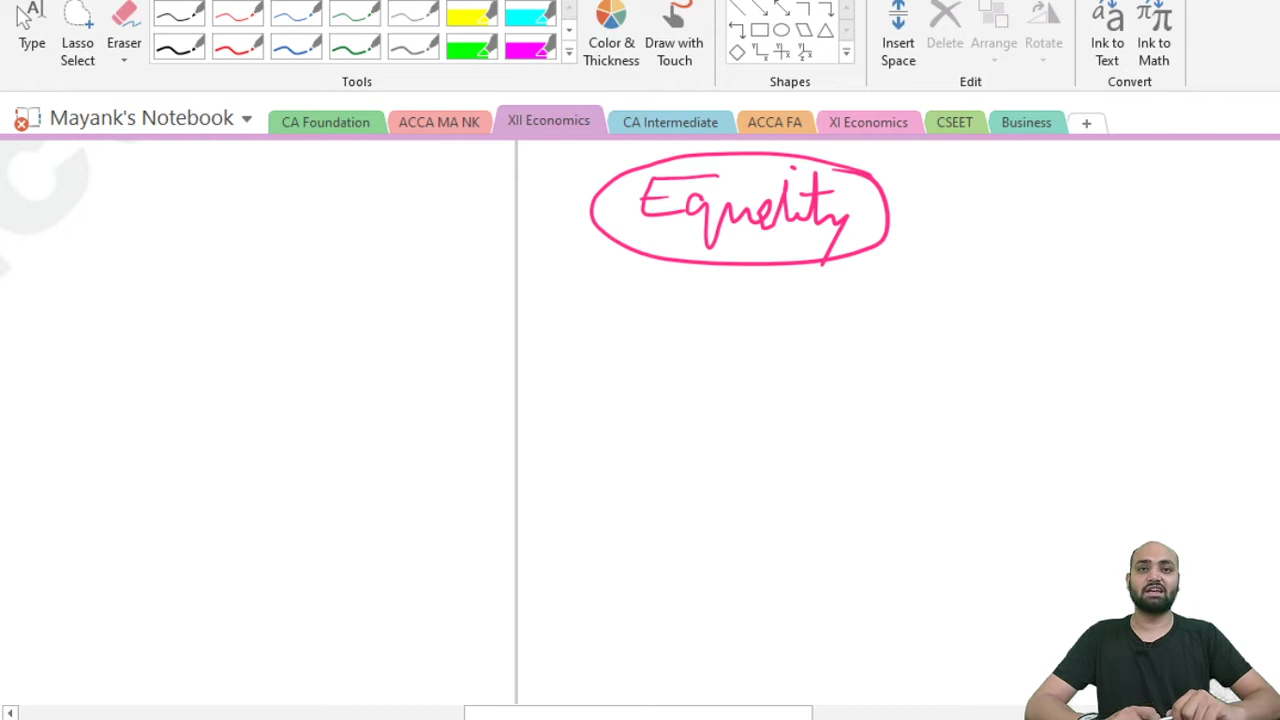 Type
Lasso
Select
Eraser
Color &
Thickness
Draw with
Touch
Insert
Space
Delete
Arrange
Rotate
Ink to
Text
Ink to
Math
Tools
Shapes
Edit
Convert
Mayank's Notebook
CA Foundation
ACCA MA NK
XII Economics
CA Intermediate
ACCA FA
XI Economics
CSEET
Business
Equality